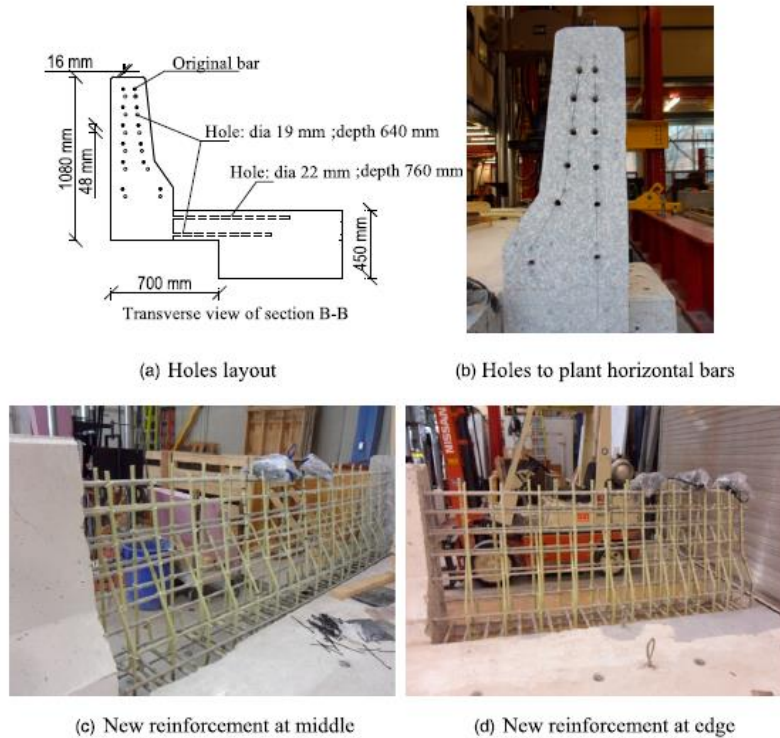 16 mm
Original bar
Hole: dia 19 mm ;depth 640 mm
Hole: dia 22 mm ;depth 760 mm
1080 mm
48 mm
450 mm
700 mm
Transverse view of section B-B
(a) Holes layout
(b) Holes to plant horizontal bars
NISSAN
(c) New reinforcement at middle
(d) New reinforcement at edge